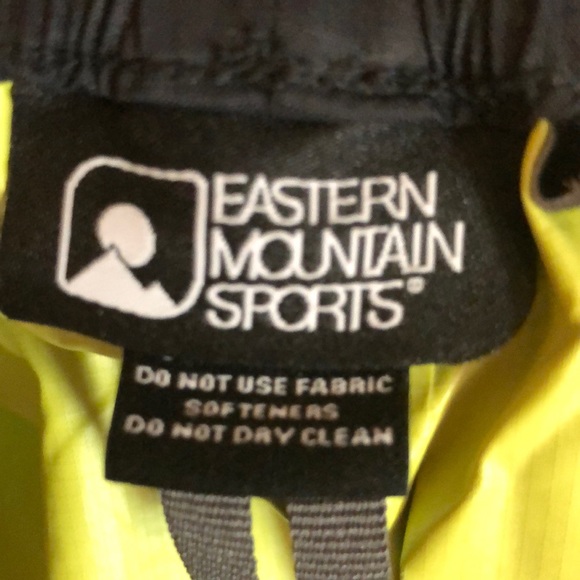 EASTERN
MOUNTAIN
SPORTS®
DO NOT USE FABRIC
SOFTENERS
DO NOT DRY CLEAN